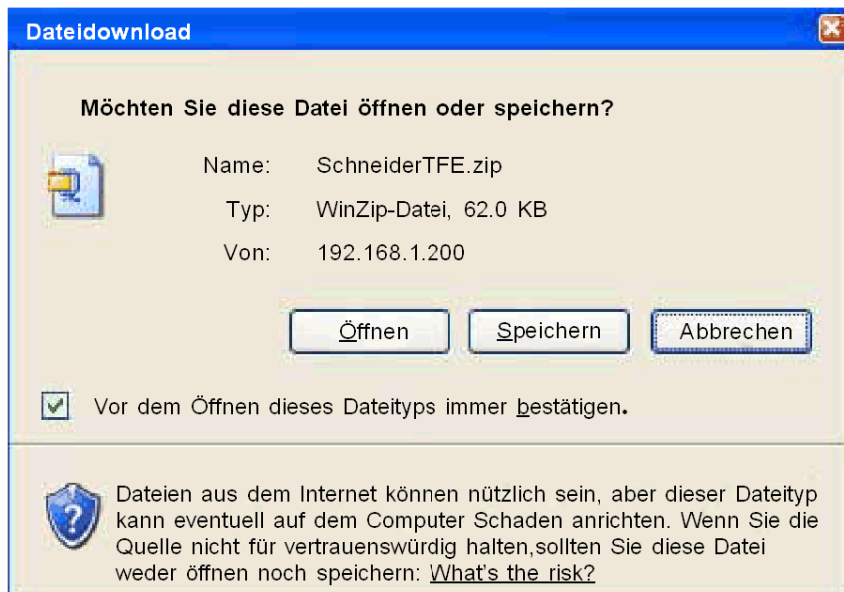 Dateidownload
Möchten Sie diese Datei öffnen oder speichern?
Name: SchneiderTFE.zip
Typ: WinZip-Datei, 62.0 KB
Von: 192.168.1.200
Öffnen Speichern Abbrechen
Vor dem Öffnen dieses Dateityps immer bestätigen.
Dateien aus dem Internet können nützlich sein, aber dieser Dateityp
kann eventuell auf dem Computer Schaden anrichten. Wenn Sie die
Quelle nicht für vertrauenswürdig halten,sollten Sie diese Datei
weder öffnen noch speichern: What's the risk?